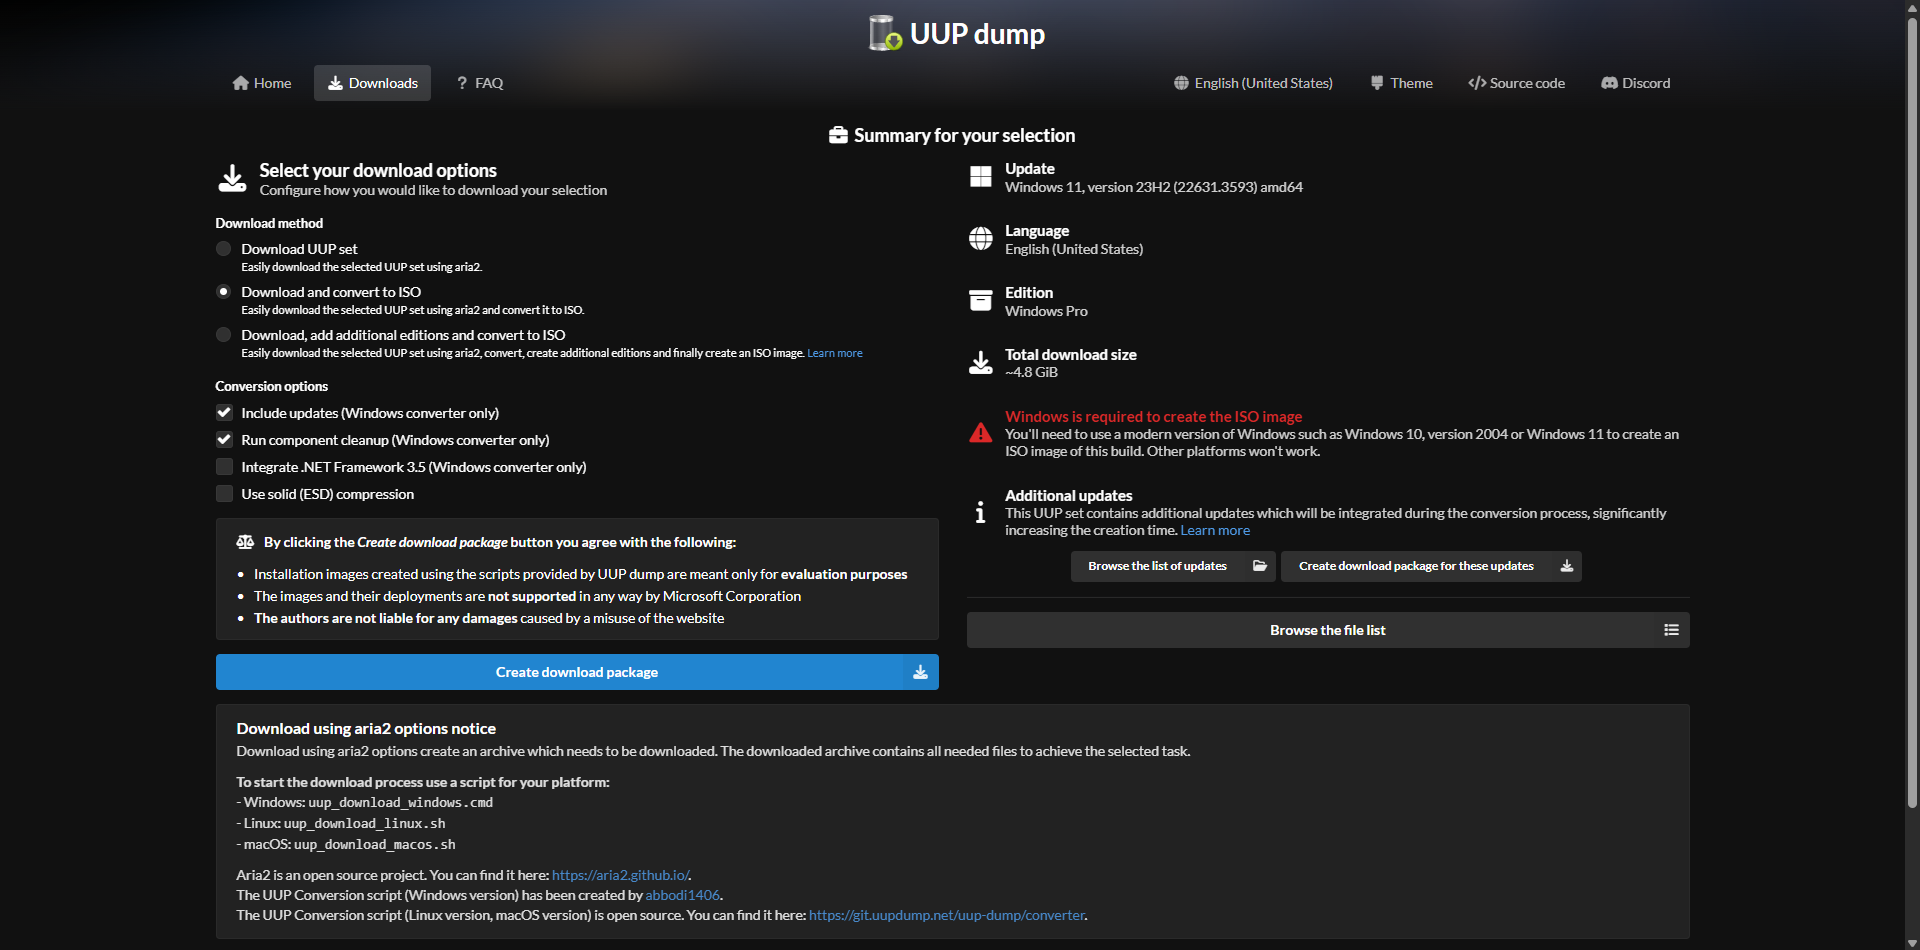 UUP dump
Home
Downloads
FAQ
English (United States)
Theme
Source code
Discord
Summary for your selection
Select your download options
Configure how you would like to download your selection
Download method
Download UUP set
Easily download the selected UUP set using aria2.
Download and convert to ISO
Easily download the selected UUP set using aria2 and convert it to ISO.
Download, add additional editions and convert to ISO
Easily download the selected UUP set using aria2, convert, create additional editions and finally create an ISO image. Learn more
Conversion options
Include updates (Windows converter only)
Run component cleanup (Windows converter only)
Integrate .NET Framework 3.5 (Windows converter only)
Use solid (ESD) compression
By clicking the Create download package button you agree with the following:
• Installation images created using the scripts provided by UUP dump are meant only for evaluation purposes
• The images and their deployments are not supported in any way by Microsoft Corporation
• The authors are not liable for any damages caused by a misuse of the website
Create download package
Update
Windows 11, version 23H2 (22631.3593) amd64
Language
English (United States)
Edition
Windows Pro
Total download size
~4.8 GiB
Windows is required to create the ISO image
You'll need to use a modern version of Windows such as Windows 10, version 2004 or Windows 11 to create an
ISO image of this build. Other platforms won't work.
Additional updates
This UUP set contains additional updates which will be integrated during the conversion process, significantly
increasing the creation time. Learn more
Browse the list of updates
Create download package for these updates
Browse the file list
Download using aria2 options notice
Download using aria2 options create an archive which needs to be downloaded. The downloaded archive contains all needed files to achieve the selected task.
To start the download process use a script for your platform:
- Windows: uup_download_windows.cmd
- Linux: uup_download_linux.sh
- macOS: uup_download_macos.sh
Aria2 is an open source project. You can find it here: https://aria2.github.io/.
The UUP Conversion script (Windows version) has been created by abbodi1406.
The UUP Conversion script (Linux version, macOS version) is open source. You can find it here: https://git.uupdump.net/uup-dump/converter.